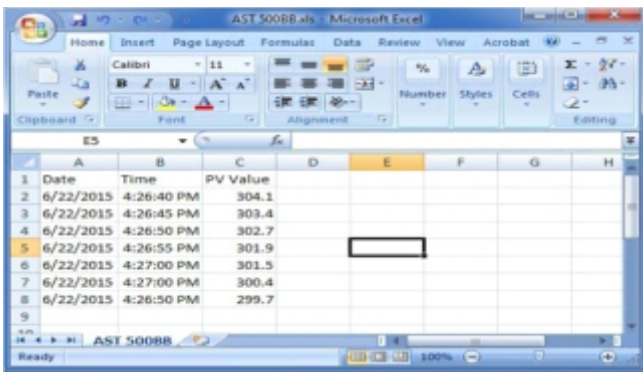 AST 500BB.xls - Microsoft Excel
Home Insert Page Layout Formulas Data Review View Acrobat
Paste
Calibri 11
B I U A A
A
%
Number
Styles
Cells
Clipboard Font Alignment Editing
E5 fx
A B C D E F G H
1 Date Time PV Value
2 6/22/2015 4:26:40 PM 304.1
3 6/22/2015 4:26:45 PM 303.4
4 6/22/2015 4:26:50 PM 302.7
5 6/22/2015 4:26:55 PM 301.9
6 6/22/2015 4:27:00 PM 301.5
7 6/22/2015 4:27:00 PM 300.4
8 6/22/2015 4:26:50 PM 299.7
9
10
AST 500BB
Ready 100%